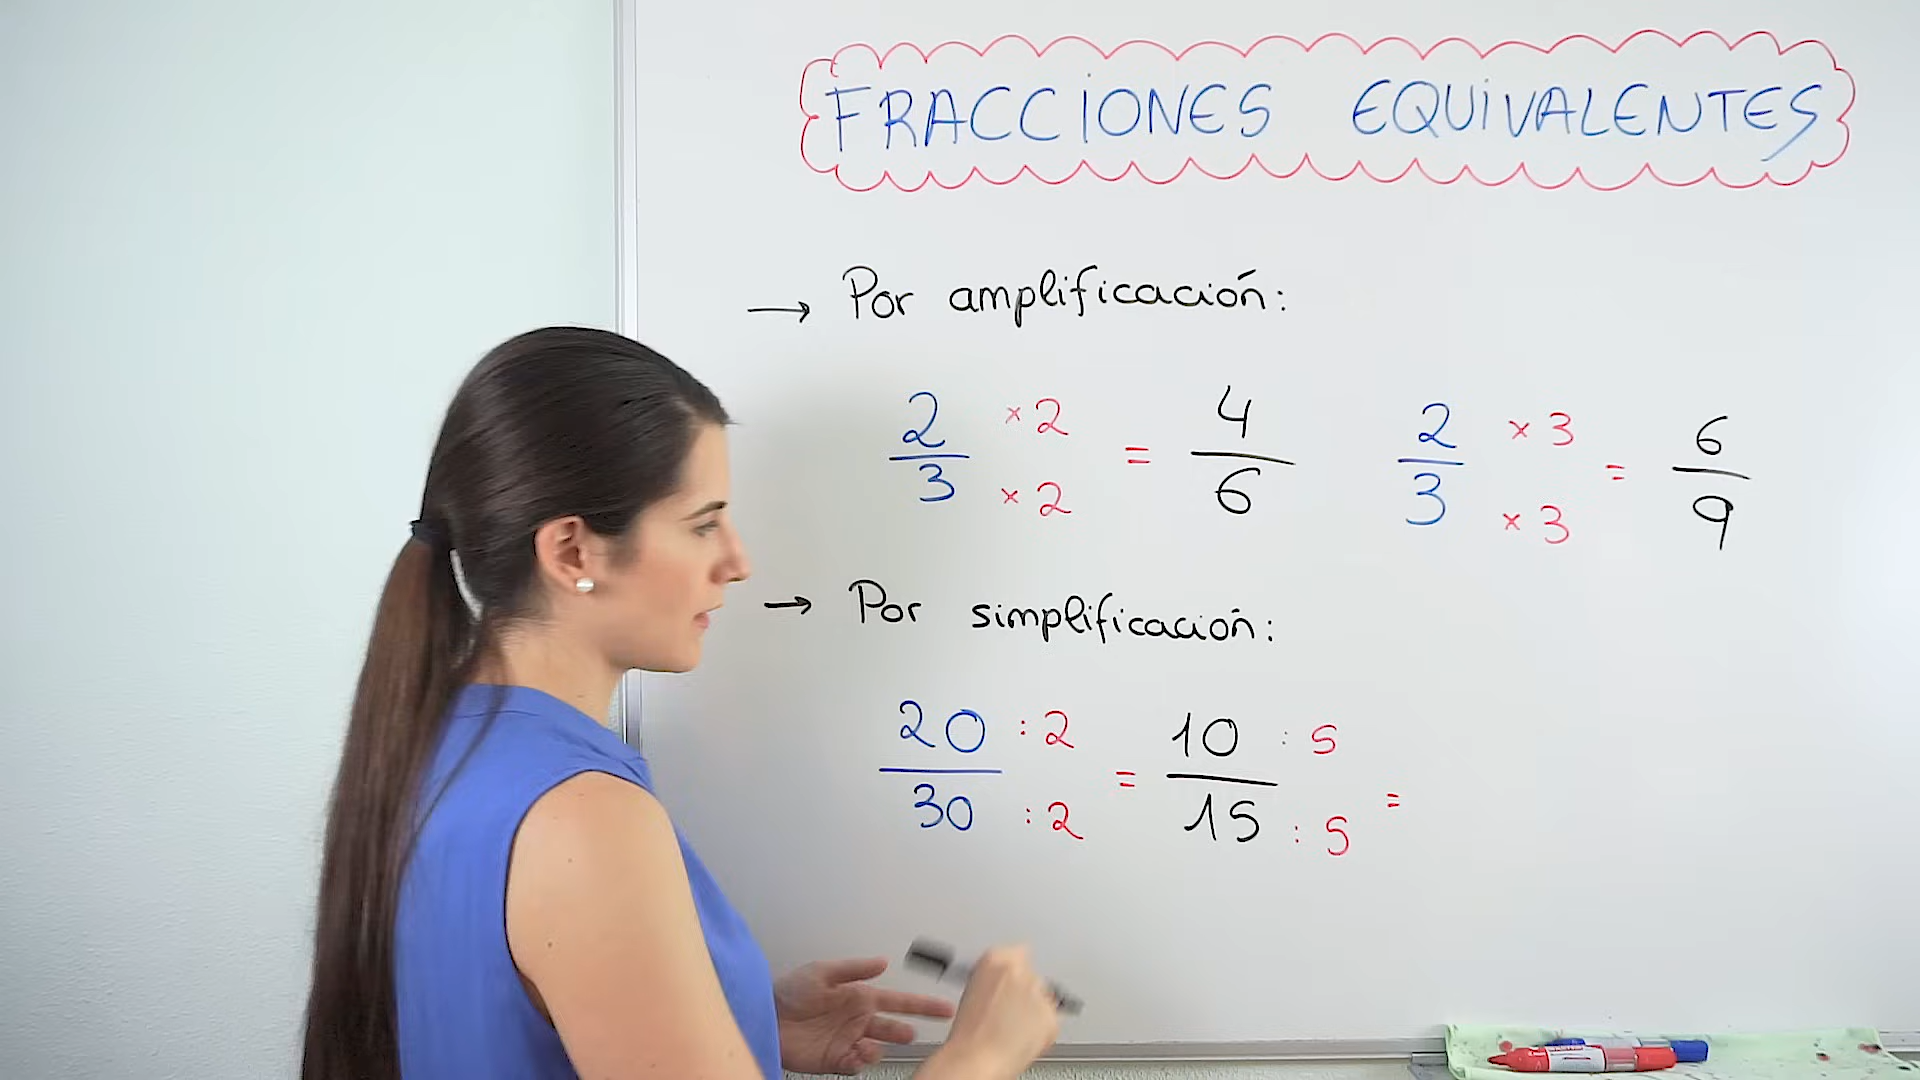 FRACCIONES EQUIVALENTES
→ Por amplificación:
2/3 ×2 ×2 = 4/6 2/3 ×3 ×3 = 6/9
→ Por simplificación:
20/30 :2 :2 = 10/15 :5 :5 =